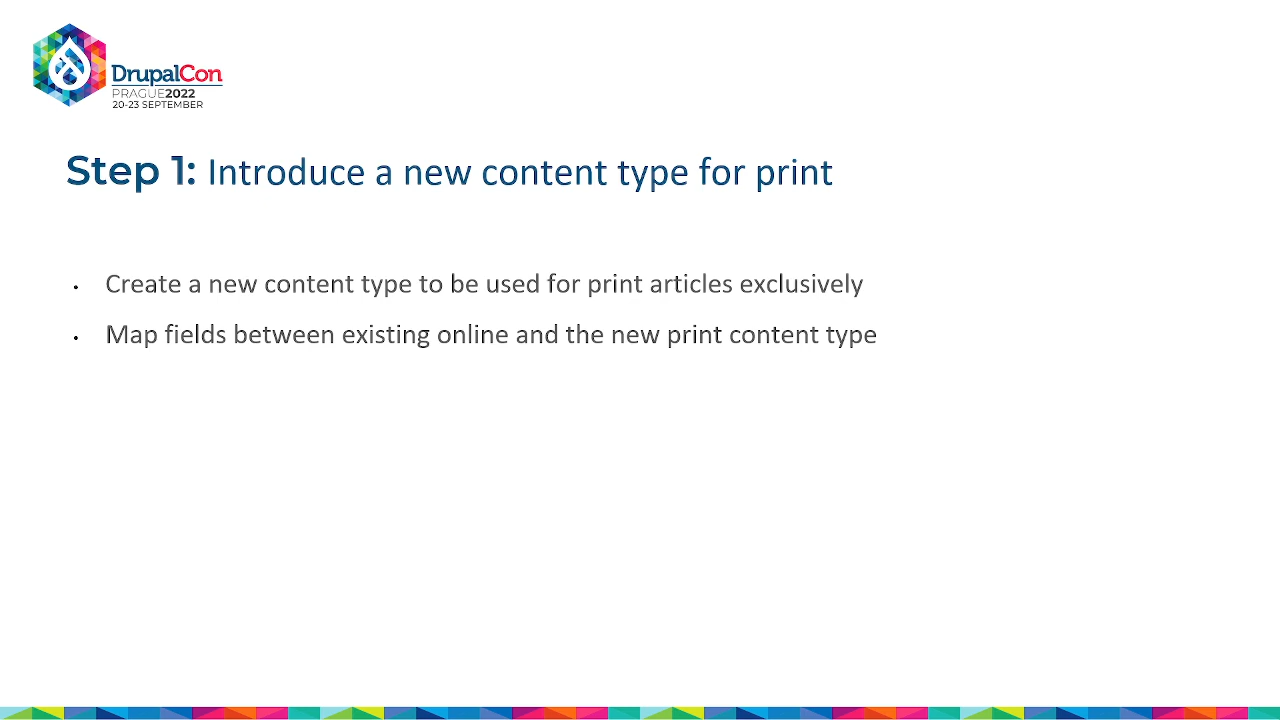 DrupalCon
PRAGUE2022
20-23 SEPTEMBER
Step 1: Introduce a new content type for print
• Create a new content type to be used for print articles exclusively
• Map fields between existing online and the new print content type